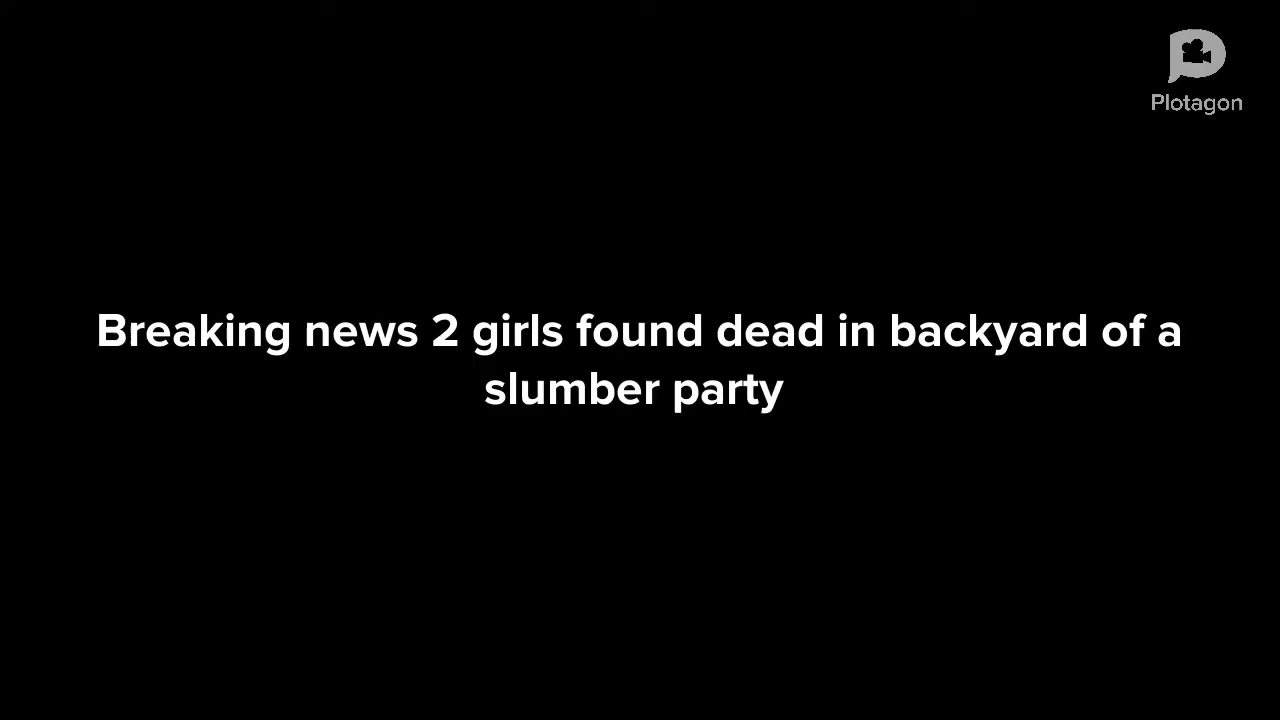 Plotagon
Breaking news 2 girls found dead in backyard of a
slumber party